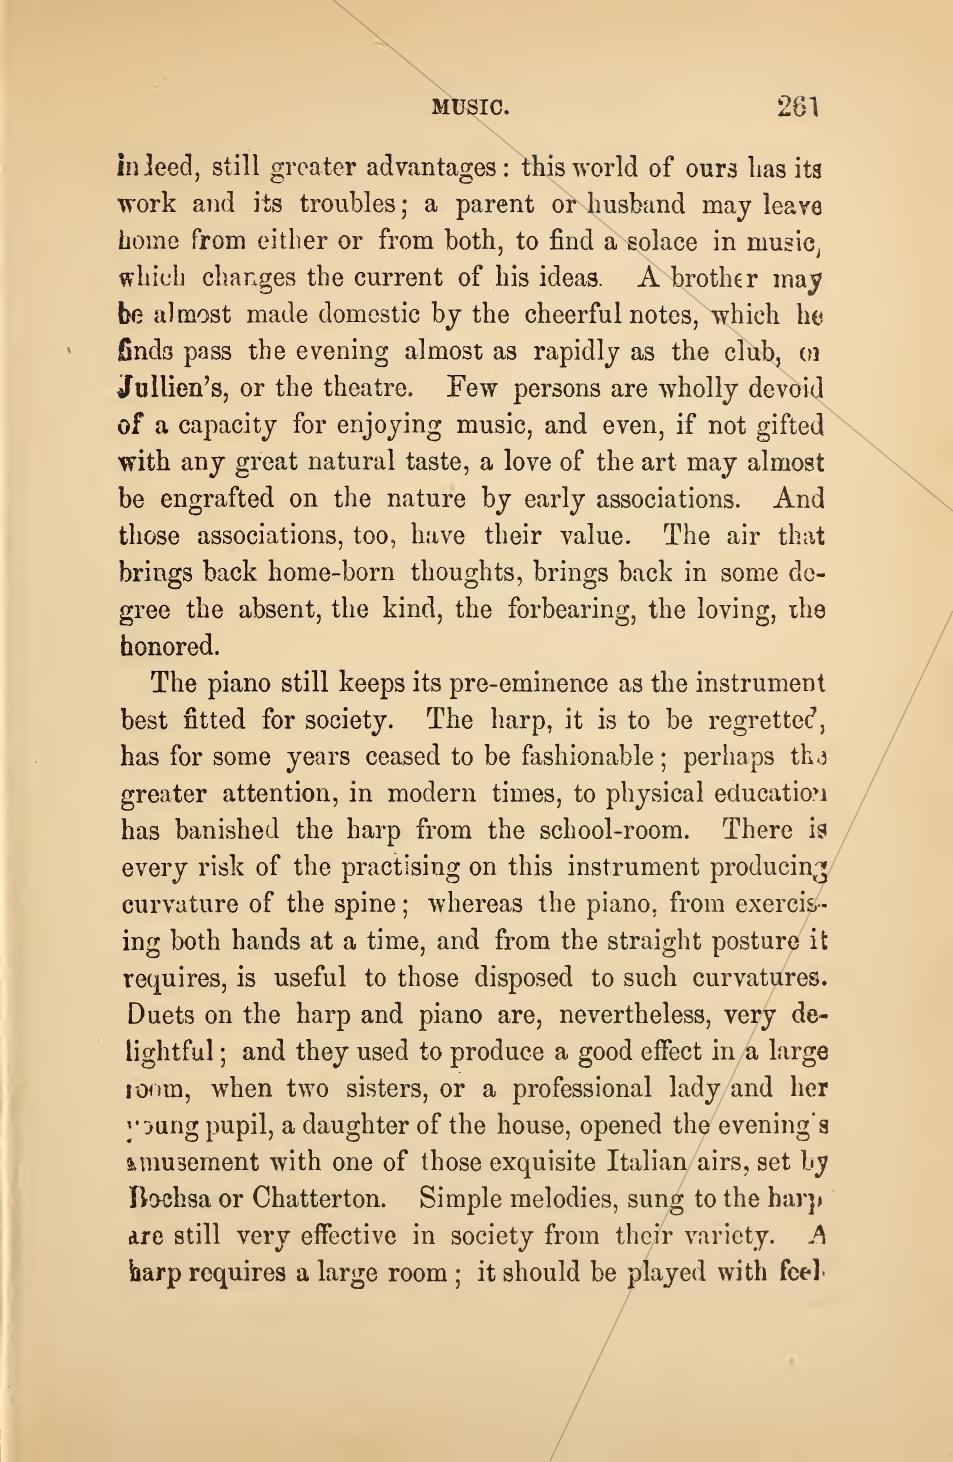 MUSIC. 261
indeed, still greater advantages: this world of ours has its
work and its troubles; a parent or husband may leave
home from either or from both, to find a solace in music,
which changes the current of his ideas. A brother may
be almost made domestic by the cheerful notes, which he
finds pass the evening almost as rapidly as the club, or
Jullien's, or the theatre. Few persons are wholly devoid
of a capacity for enjoying music, and even, if not gifted
with any great natural taste, a love of the art may almost
be engrafted on the nature by early associations. And
those associations, too, have their value. The air that
brings back home-born thoughts, brings back in some de-
gree the absent, the kind, the forbearing, the loving, the
honored.
The piano still keeps its pre-eminence as the instrument
best fitted for society. The harp, it is to be regretted,
has for some years ceased to be fashionable; perhaps the
greater attention, in modern times, to physical education
has banished the harp from the school-room. There is
every risk of the practising on this instrument producing
curvature of the spine; whereas the piano, from exercis-
ing both hands at a time, and from the straight posture it
requires, is useful to those disposed to such curvatures.
Duets on the harp and piano are, nevertheless, very de-
lightful; and they used to produce a good effect in a large
room, when two sisters, or a professional lady and her
young pupil, a daughter of the house, opened the evening's
amusement with one of those exquisite Italian airs, set by
Bochsa or Chatterton. Simple melodies, sung to the harp
are still very effective in society from their variety. A
harp requires a large room; it should be played with feel-